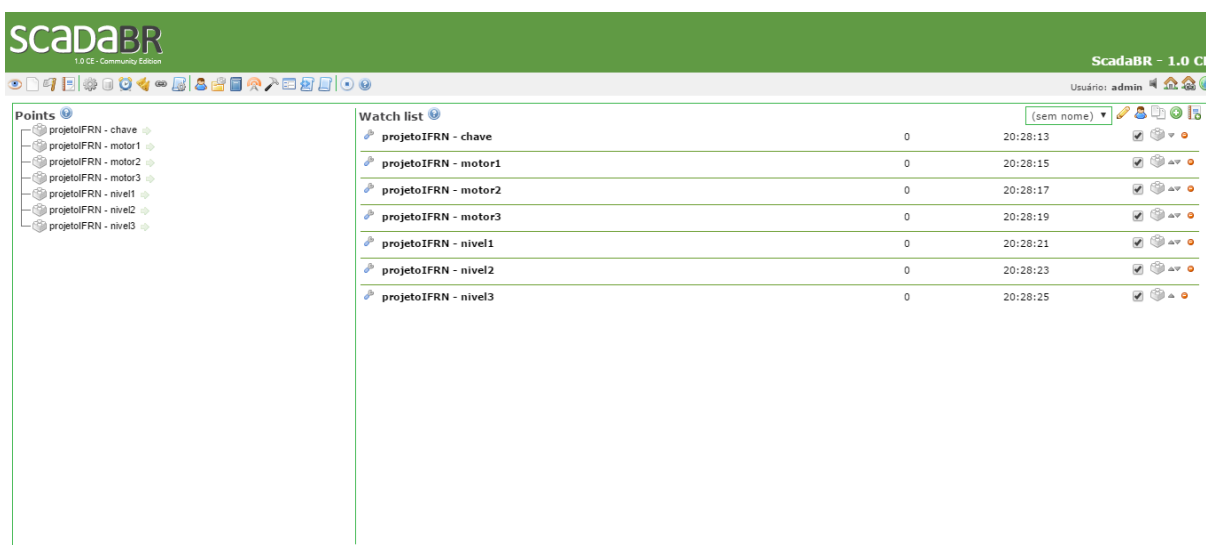 scadaBR
1.0 CE - Community Edition
ScadaBR - 1.0 CE
Usuário: admin
Points
projetoIFRN - chave
projetoIFRN - motor1
projetoIFRN - motor2
projetoIFRN - motor3
projetoIFRN - nivel1
projetoIFRN - nivel2
projetoIFRN - nivel3
Watch list
(sem nome)
projetoIFRN - chave 0 20:28:13
projetoIFRN - motor1 0 20:28:15
projetoIFRN - motor2 0 20:28:17
projetoIFRN - motor3 0 20:28:19
projetoIFRN - nivel1 0 20:28:21
projetoIFRN - nivel2 0 20:28:23
projetoIFRN - nivel3 0 20:28:25